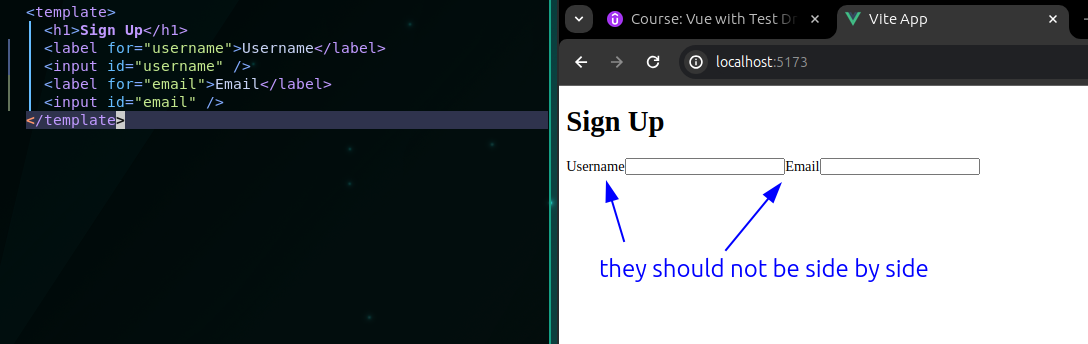 <template>
<h1>Sign Up</h1>
<label for="username">Username</label>
<input id="username" />
<label for="email">Email</label>
<input id="email" />
</template>
Course: Vue with Test Dr
Vite App
localhost:5173
Sign Up
Username Email
they should not be side by side